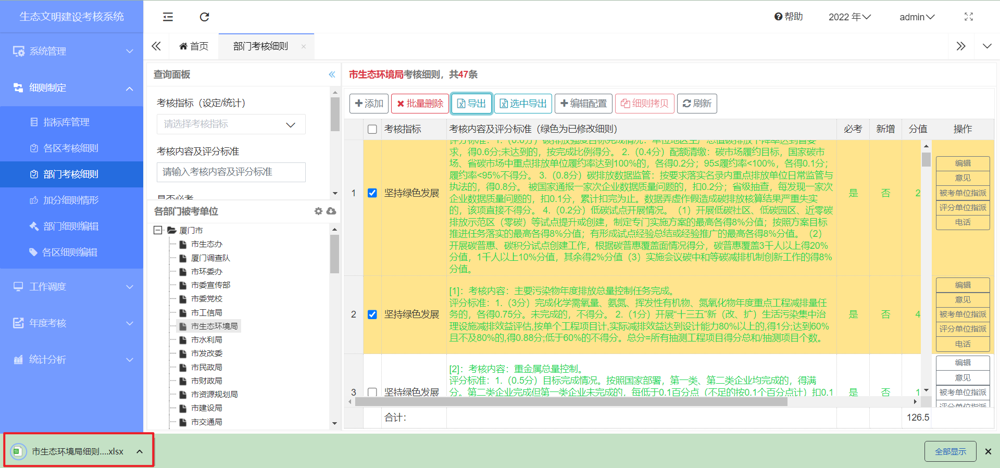 生态文明建设考核系统
帮助
2022 年
admin
系统管理
细则制定
指标库管理
各区考核细则
部门考核细则
加分细则情形
部门细则编辑
各区细则编辑
工作调度
年度考核
统计分析
首页
部门考核细则
查询面板
考核指标（设定/统计）
请选择考核指标
考核内容及评分标准
请输入考核内容及评分标准
是否必考
各部门被考单位
厦门市
市生态办
厦门调查队
市环委办
市委宣传部
市委党校
市工信局
市生态环境局
市水利局
市发改委
市民政局
市财政局
市资源规划局
市建设局
市交通局
市生态环境局考核细则，共47条
添加
批量删除
导出
选中导出
编辑配置
细则拷贝
刷新
考核指标
考核内容及评分标准（绿色为已修改细则）
必考
新增
分值
操作
1
坚持绿色发展
评分标准：1.（0.6分）碳排放强度目标完成情况：单位地区生产总值碳排放下降率达到省要
求，得0.6分;未达到的，按完成比例得分。 2.（0.4分）配额清缴：碳市场履约目标，国家碳市
场、省碳市场中重点排放单位履约率达到100%的，各得0.2分；95≤履约率<100%，各得0.1分；
履约率<95%不得分。 3.（0.8分）碳排放数据监管：按要求落实名录内重点排放单位日常监管与
执法的，得0.8分。 被国家通报一家次企业数据质量问题的，扣0.2分；省级抽查，每发现一家次
企业数据质量问题的，扣0.1分，累计扣完为止。数据弄虚作假造成碳排放核算结果严重失实
的，该项直接不得分。 4.（0.2分）低碳试点开展情况。 （1）开展低碳社区、低碳园区、近零碳
排放示范区（零碳）等试点提升或创建，制定专门实施方案的最高各得8%分值；按照方案目标
推进任务落实的最高各得8%分值；有形成试点经验总结或经验推广的最高各得8%分值。（2）
开展碳普惠、碳积分试点创建工作，根据碳普惠覆盖面情况得分，碳普惠覆盖3千人以上得20%
分值，1千人以上10%分值，其余得2%分值（3）实施会议碳中和等碳减排机制创新工作的得8%
分值。
是
否
2
编辑
意见
被考单位指派
评分单位指派
电话
2
坚持绿色发展
[1]：考核内容：主要污染物年度排放总量控制任务完成。
评分标准：1.（3分）完成化学需氧量、氨氮、挥发性有机物、氮氧化物年度重点工程减排量任
务的，各得0.75分。未完成的，不得分。 2.（1分）开展“十三五”新（改、扩）生活污染集中治
理设施减排效益评估,按单个工程项目计,实际减排效益达到设计能力80%以上的,得1分;达到60%
且不及80%的,得0.88分;低于60%的不得分。总分=所有抽测工程项目得分总和/抽测项目个数。
是
否
4
编辑
意见
被考单位指派
评分单位指派
电话
3
坚持绿色发展
[2]：考核内容：重金属总量控制。
评分标准：1.（0.5分）目标完成情况。按照国家部署，第一类、第二类企业均完成的，得满
分。第二类企业完成但第一类企业未完成的，每低于0.1百分点（不足的按0.1个百分点计）扣0.1
是
否
1
编辑
意见
被考单位指派
评分单位指派
合计：
126.5
市生态环境局细则....xlsx
全部显示